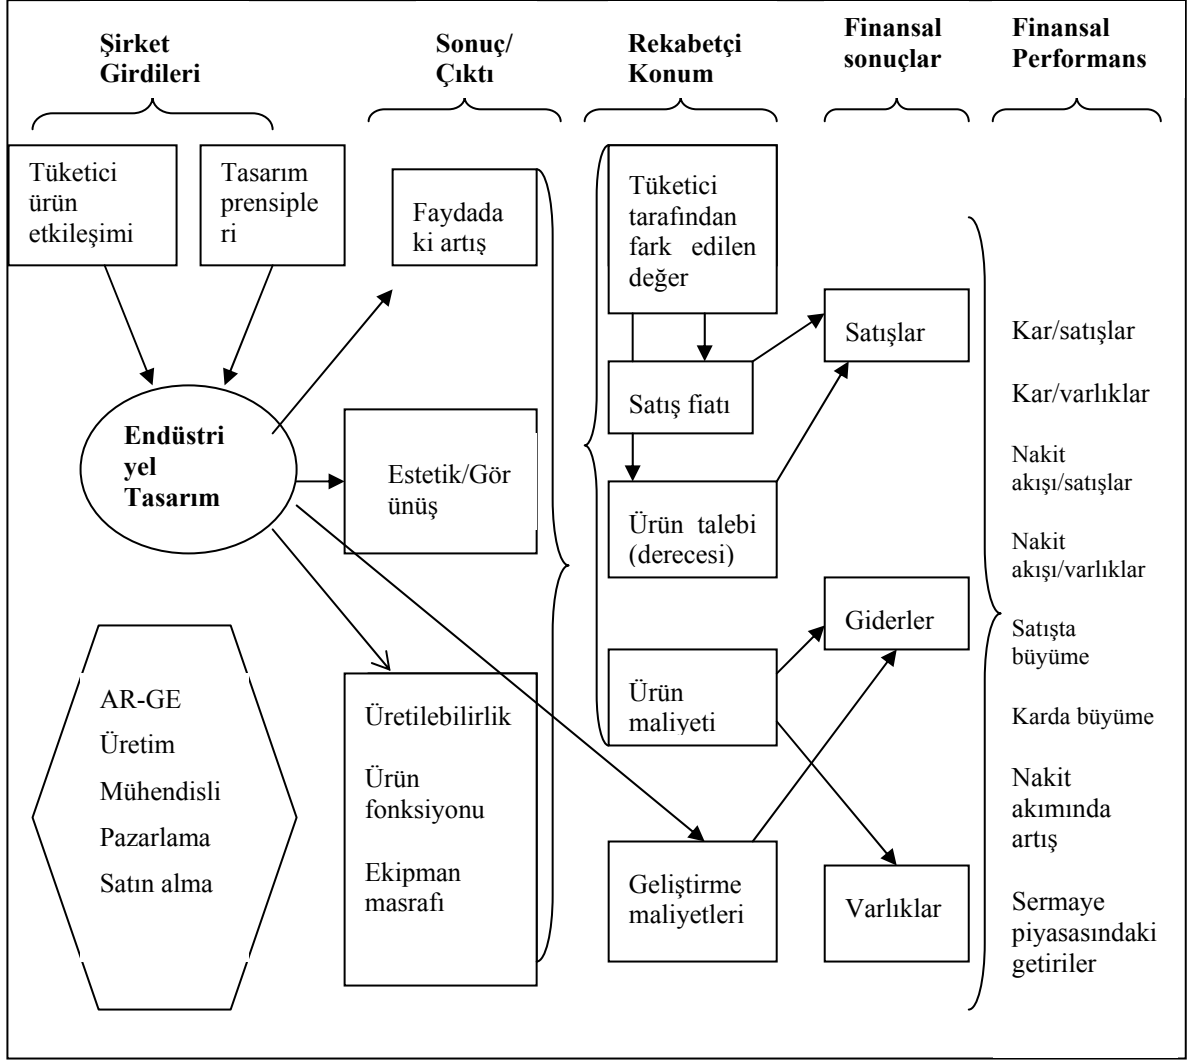 Şirket
Girdileri
Sonuç/
Çıktı
Rekabetçi
Konum
Finansal
sonuçlar
Finansal
Performans
Tüketici
ürün
etkileşimi
Tasarım
prensiple
ri
Endüstri
yel
Tasarım
AR-GE
Üretim
Mühendisli
Pazarlama
Satın alma
Faydada
ki artış
Estetik/Gör
ünüş
Üretilebilirlik
Ürün
fonksiyonu
Ekipman
masrafı
Tüketici
tarafından
fark edilen
değer
Satış fiatı
Ürün talebi
(derecesi)
Ürün
maliyeti
Geliştirme
maliyetleri
Satışlar
Giderler
Varlıklar
Kar/satışlar
Kar/varlıklar
Nakit
akışı/satışlar
Nakit
akışı/varlıklar
Satışta
büyüme
Karda büyüme
Nakit
akımında
artış
Sermaye
piyasasındaki
getiriler